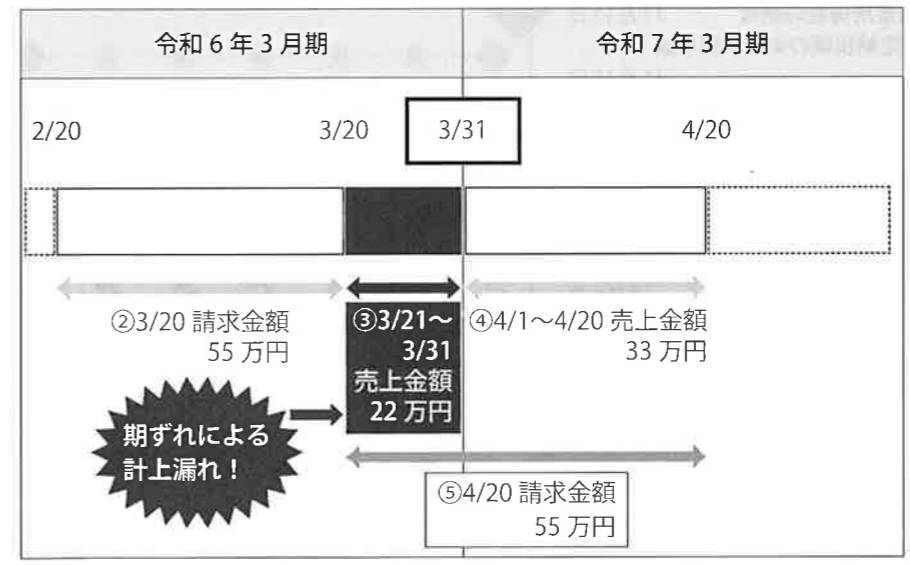 令和6年3月期
令和7年3月期
2/20
3/20
3/31
4/20
②3/20 請求金額
55 万円
③3/21～
3/31
売上金額
22 万円
④4/1～4/20 売上金額
33 万円
期ずれによる
計上漏れ！
⑤4/20 請求金額
55 万円